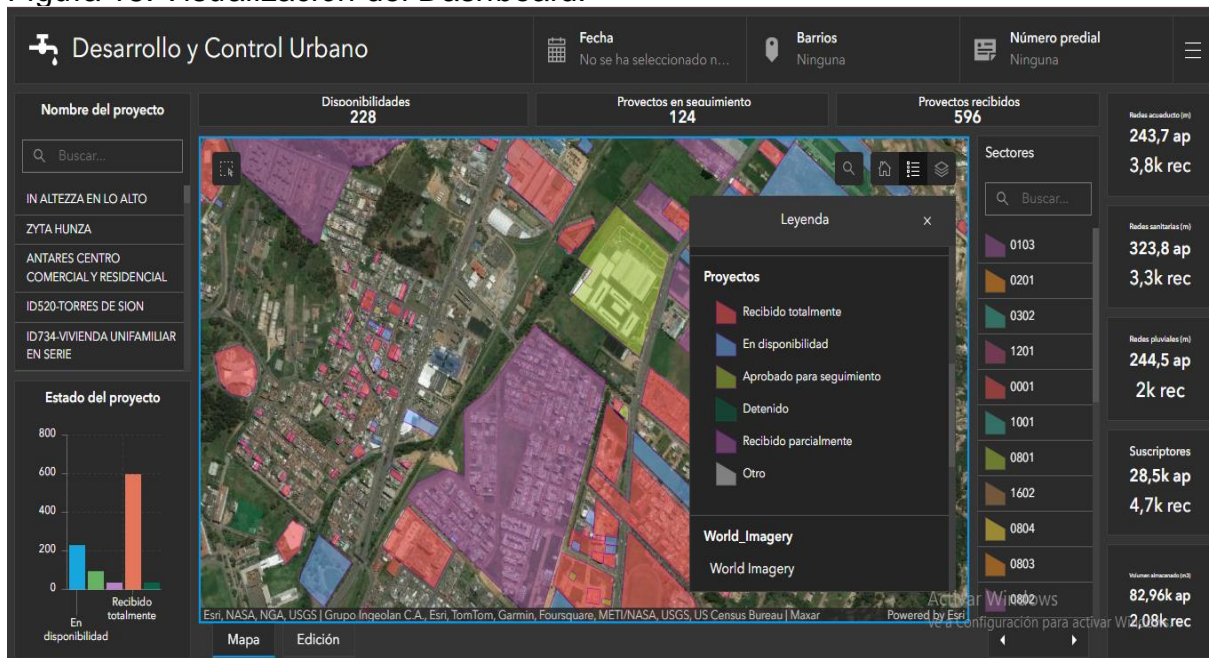 Figura 13. Visualización del Dashboard.
Desarrollo y Control Urbano
Fecha
No se ha seleccionado n...
Barrios
Ninguna
Número predial
Ninguna
Nombre del proyecto
Buscar...
IN ALTEZZA EN LO ALTO
ZYTA HUNZA
ANTARES CENTRO
COMERCIAL Y RESIDENCIAL
ID520-TORRES DE SION
ID734-VIVIENDA UNIFAMILIAR
EN SERIE
Estado del proyecto
800
600
400
200
0
En
disponibilidad
Recibido
totalmente
Disponibilidades
228
Proyectos en seguimiento
124
Proyectos recibidos
596
Leyenda
x
Proyectos
Recibido totalmente
En disponibilidad
Aprobado para seguimiento
Detenido
Recibido parcialmente
Otro
World_Imagery
World Imagery
Esri, NASA, NGA, USGS | Grupo Ingeolan C.A., Esri, TomTom, Garmin, Foursquare, METI/NASA, USGS, US Census Bureau | Maxar
Powered by Esri
Mapa
Edición
Sectores
Buscar...
0103
0201
0302
1201
0001
1001
0801
1602
0804
0803
0802
Redes acueducto (m)
243,7 ap
3,8k rec
Redes sanitarias (m)
323,8 ap
3,3k rec
Redes pluviales (m)
244,5 ap
2k rec
Suscriptores
28,5k ap
4,7k rec
Volumen almacenado (m3)
82,96k ap
2,08k rec
Activar Windows
Ve a Configuración para activar Windows.